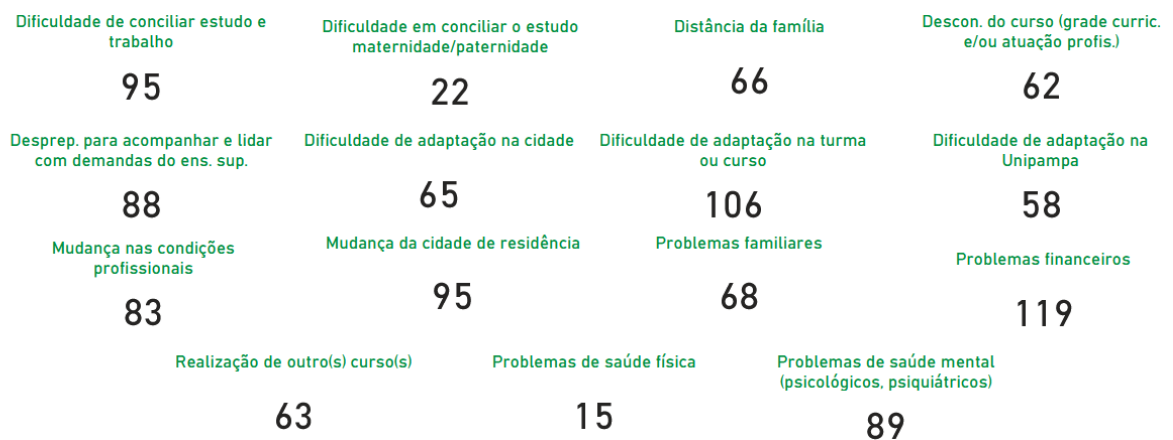 Dificuldade de conciliar estudo e
trabalho
95
Dificuldade em conciliar o estudo
maternidade/paternidade
22
Distância da família
66
Descon. do curso (grade curric.
e/ou atuação profis.)
62
Desprep. para acompanhar e lidar
com demandas do ens. sup.
88
Dificuldade de adaptação na cidade
65
Dificuldade de adaptação na turma
ou curso
106
Dificuldade de adaptação na
Unipampa
58
Mudança nas condições
profissionais
83
Mudança da cidade de residência
95
Problemas familiares
68
Problemas financeiros
119
Realização de outro(s) curso(s)
63
Problemas de saúde física
15
Problemas de saúde mental
(psicológicos, psiquiátricos)
89